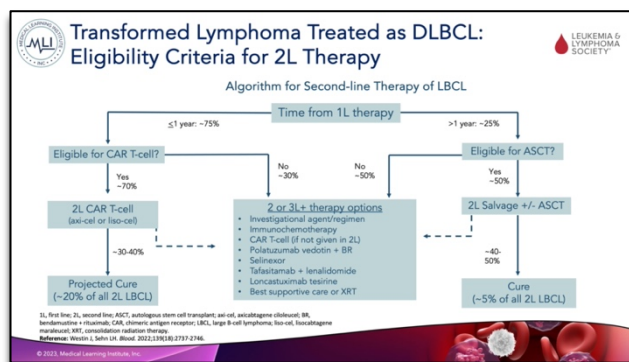 MEDICAL LEARNING INSTITUTE
MLI
INC
Transformed Lymphoma Treated as DLBCL:
Eligibility Criteria for 2L Therapy
LEUKEMIA &
LYMPHOMA
SOCIETY
Algorithm for Second-line Therapy of LBCL
Time from 1L therapy
≤1 year: ~75%
>1 year: ~25%
Eligible for CAR T-cell?
Eligible for ASCT?
No
~30%
No
~50%
Yes
~70%
Yes
~50%
2L CAR T-cell
(axi-cel or liso-cel)
2 or 3L+ therapy options
• Investigational agent/regimen
• Immunochemotherapy
• CAR T-cell (if not given in 2L)
• Polatuzumab vedotin + BR
• Selinexor
• Tafasitamab + lenalidomide
• Loncastuximab tesirine
• Best supportive care or XRT
2L Salvage +/- ASCT
~30-40%
~40-
50%
Projected Cure
(~20% of all 2L LBCL)
Cure
(~5% of all 2L LBCL)
1L, first line; 2L, second line; ASCT, autologous stem cell transplant; axi-cel, axicabtagene ciloleucel; BR,
bendamustine + rituximab; CAR, chimeric antigen receptor; LBCL, large B-cell lymphoma; liso-cel, lisocabtagene
maraleucel; XRT, consolidation radiation therapy.
Reference: Westin J, Sehn LH. Blood. 2022;139(18):2737-2746.
© 2023, Medical Learning Institute, Inc.